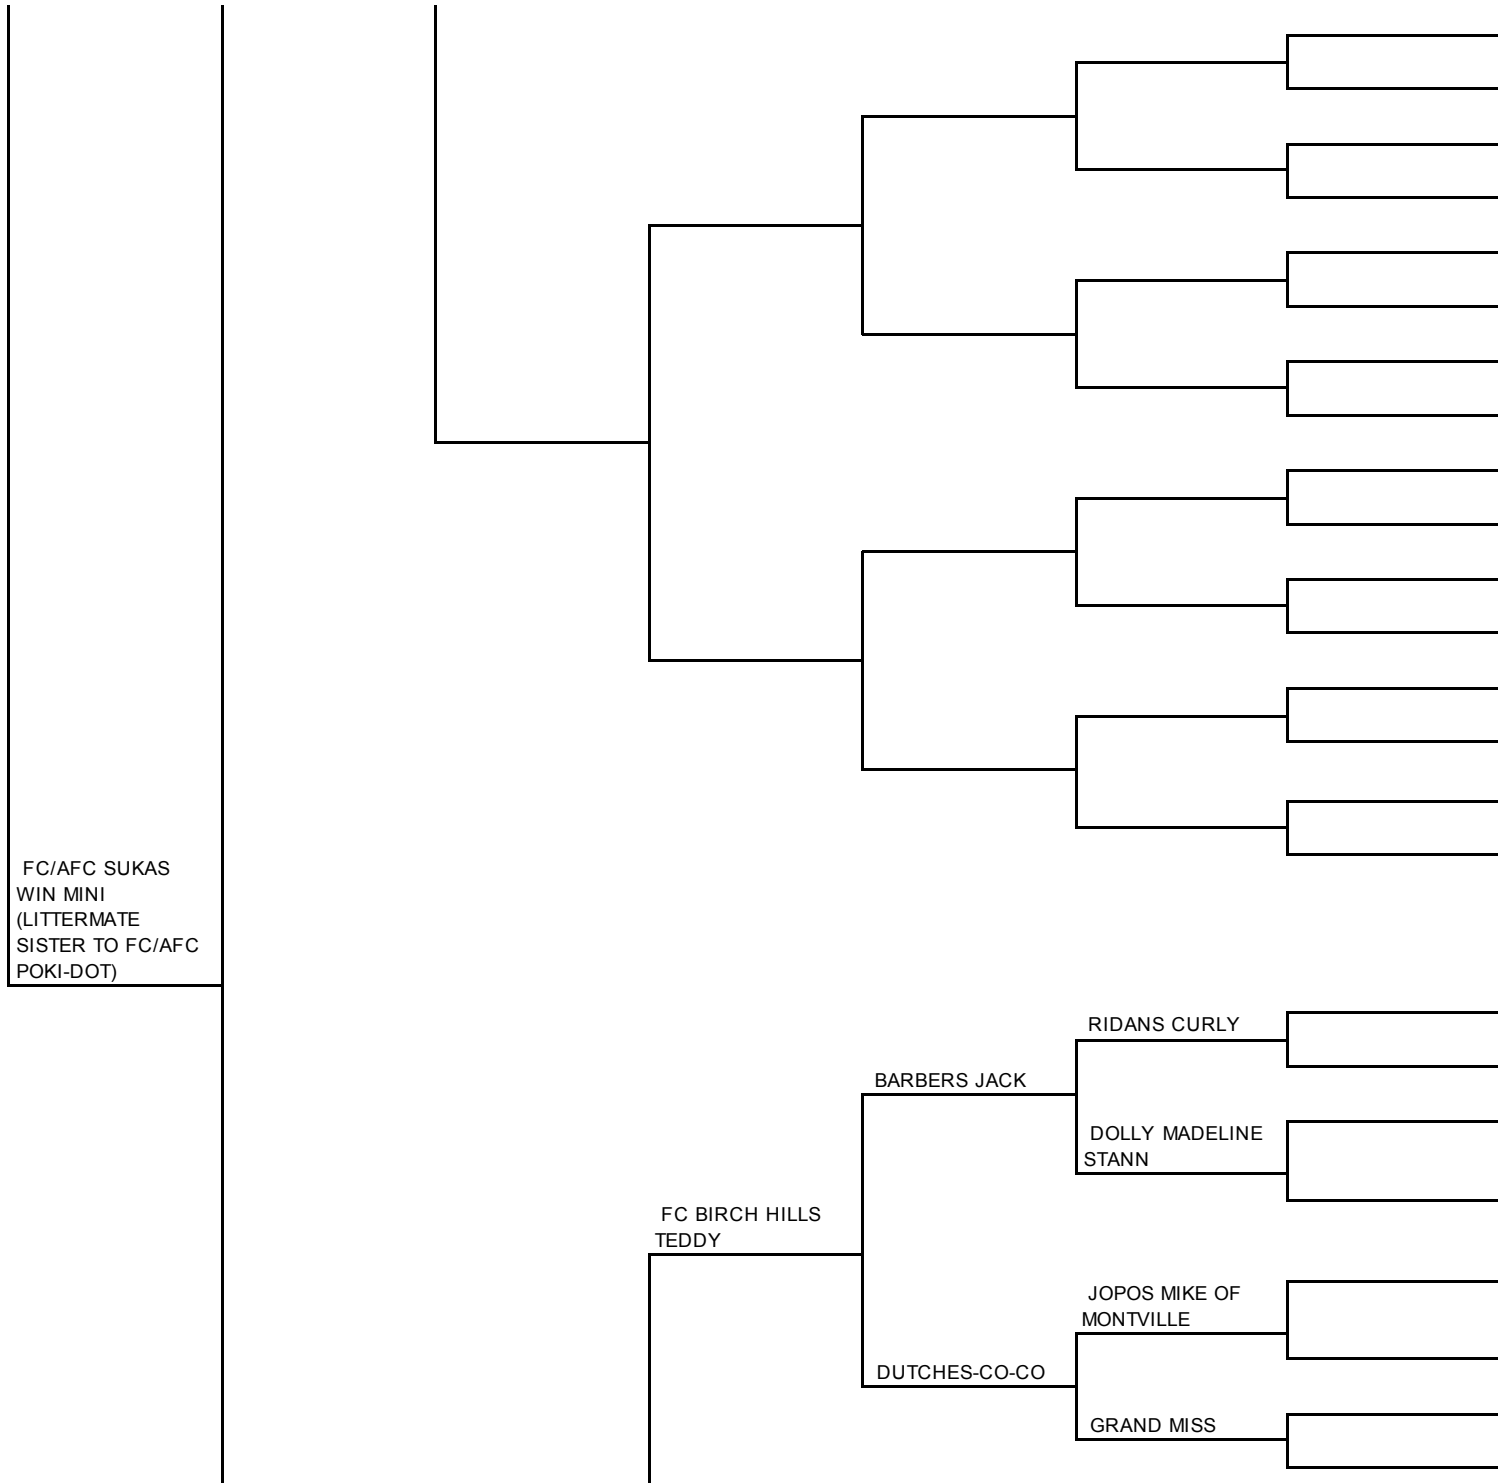 FC/AFC SUKAS
WIN MINI
(LITTERMATE
SISTER TO FC/AFC
POKI-DOT)
RIDANS CURLY
BARBERS JACK
DOLLY MADELINE
STANN
FC BIRCH HILLS
TEDDY
JOPOS MIKE OF
MONTVILLE
DUTCHES-CO-CO
GRAND MISS